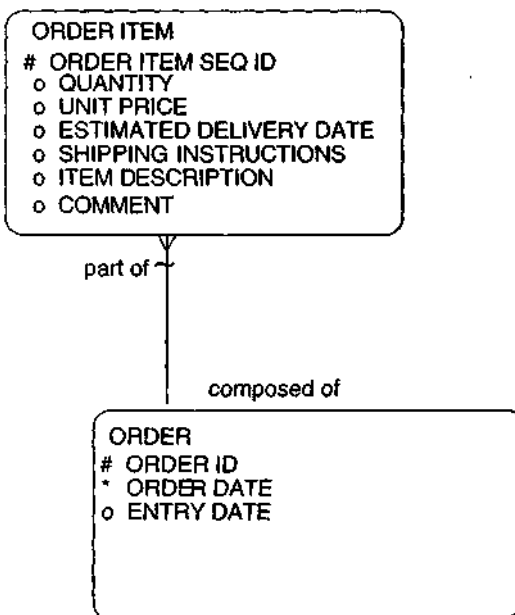 ORDER ITEM
# ORDER ITEM SEQ ID
o QUANTITY
o UNIT PRICE
o ESTIMATED DELIVERY DATE
o SHIPPING INSTRUCTIONS
o ITEM DESCRIPTION
o COMMENT
part of
composed of
ORDER
# ORDER ID
* ORDER DATE
o ENTRY DATE